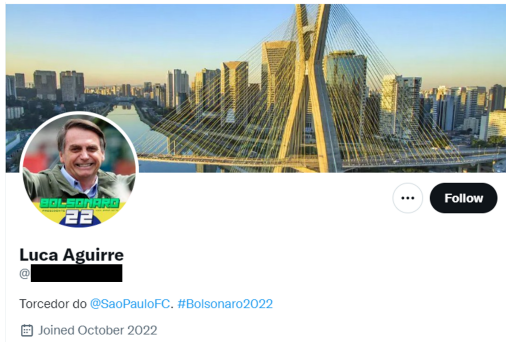 BOLSONARO
22
Follow
Luca Aguirre
@
Torcedor do @SaoPauloFC. #Bolsonaro2022
Joined October 2022